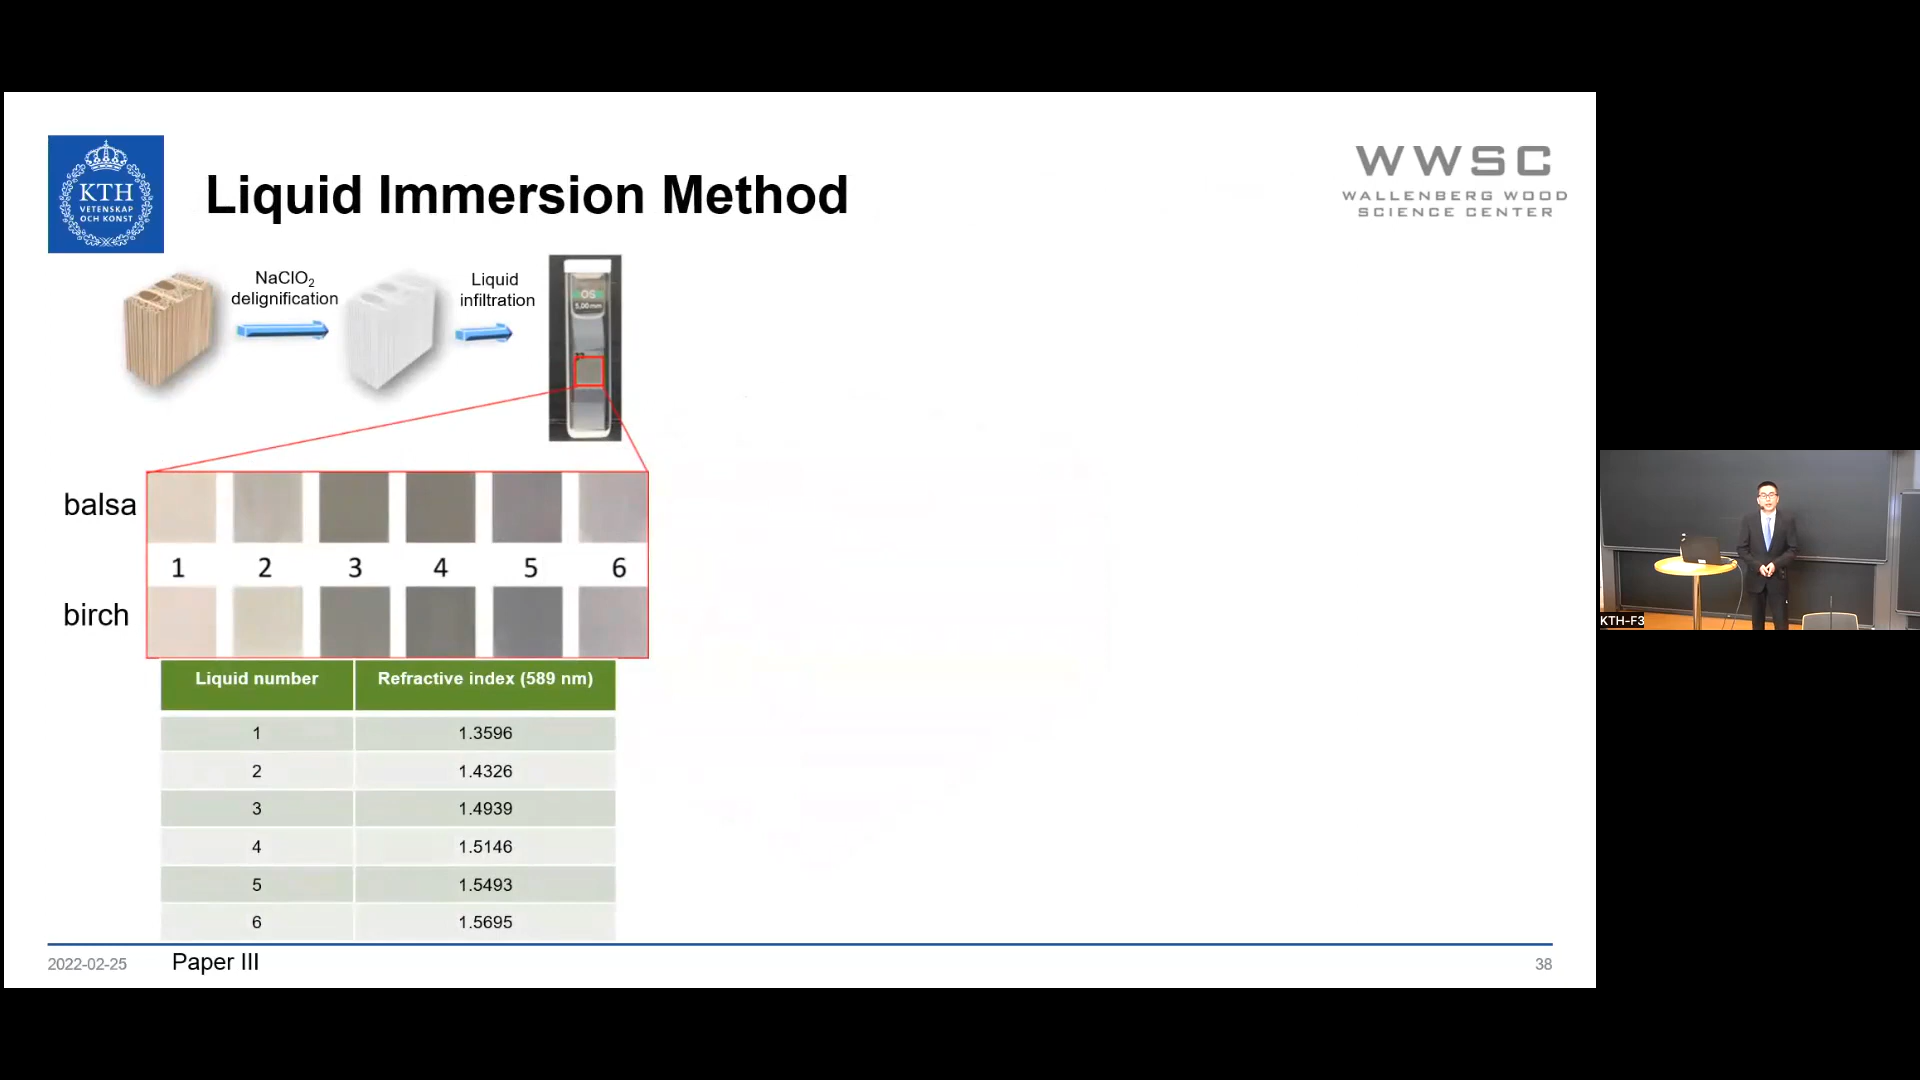 KTH
VETENSKAP
OCH KONST
Liquid Immersion Method
WWSC
WALLENBERG WOOD
SCIENCE CENTER
NaClO2
delignification
Liquid
infiltration
5,00mm
balsa
1 2 3 4 5 6
birch
Liquid number Refractive index (589 nm)
1 1.3596
2 1.4326
3 1.4939
4 1.5146
5 1.5493
6 1.5695
2022-02-25 Paper III 38
KTH-F3